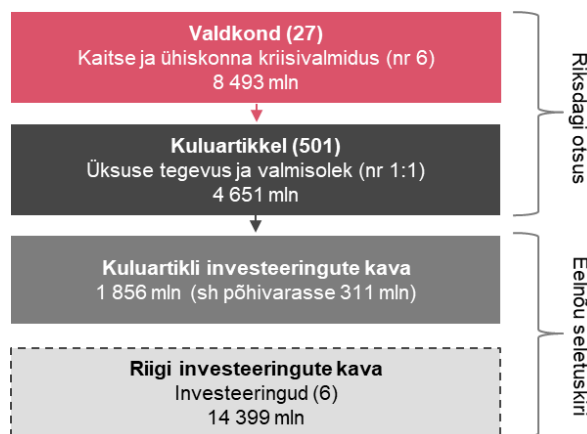 Valdkond (27)
Kaitse ja ühiskonna kriisivalmidus (nr 6)
8 493 mln
Kuluartikkel (501)
Üksuse tegevus ja valmisolek (nr 1:1)
4 651 mln
Riksdagi otsus
Kuluartikli investeeringute kava
1 856 mln (sh põhivarasse 311 mln)
Riigi investeeringute kava
Investeeringud (6)
14 399 mln
Eelnõu seletuskiri